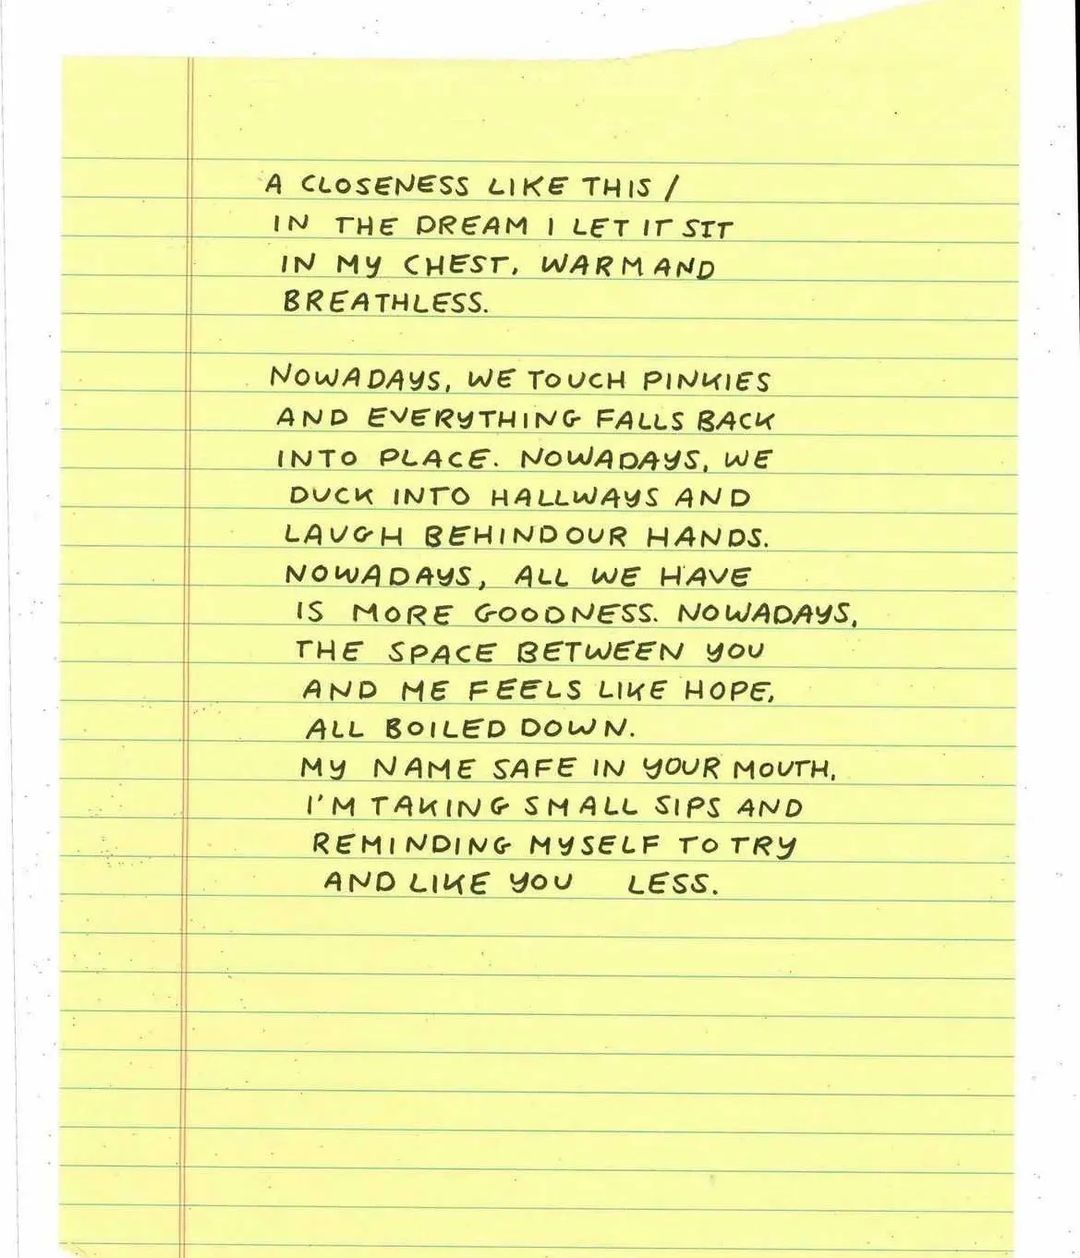 A CLOSENESS LIKE THIS /
IN THE DREAM I LET IT SIT
IN MY CHEST, WARM AND
BREATHLESS.
NOWADAYS, WE TOUCH PINKIES
AND EVERYTHING FALLS BACK
INTO PLACE. NOWADAYS, WE
DUCK INTO HALLWAYS AND
LAUGH BEHIND OUR HANDS.
NOWADAYS, ALL WE HAVE
IS MORE GOODNESS. NOWADAYS,
THE SPACE BETWEEN YOU
AND ME FEELS LIKE HOPE,
ALL BOILED DOWN.
MY NAME SAFE IN YOUR MOUTH,
I'M TAKING SMALL SIPS AND
REMINDING MYSELF TO TRY
AND LIKE YOU LESS.